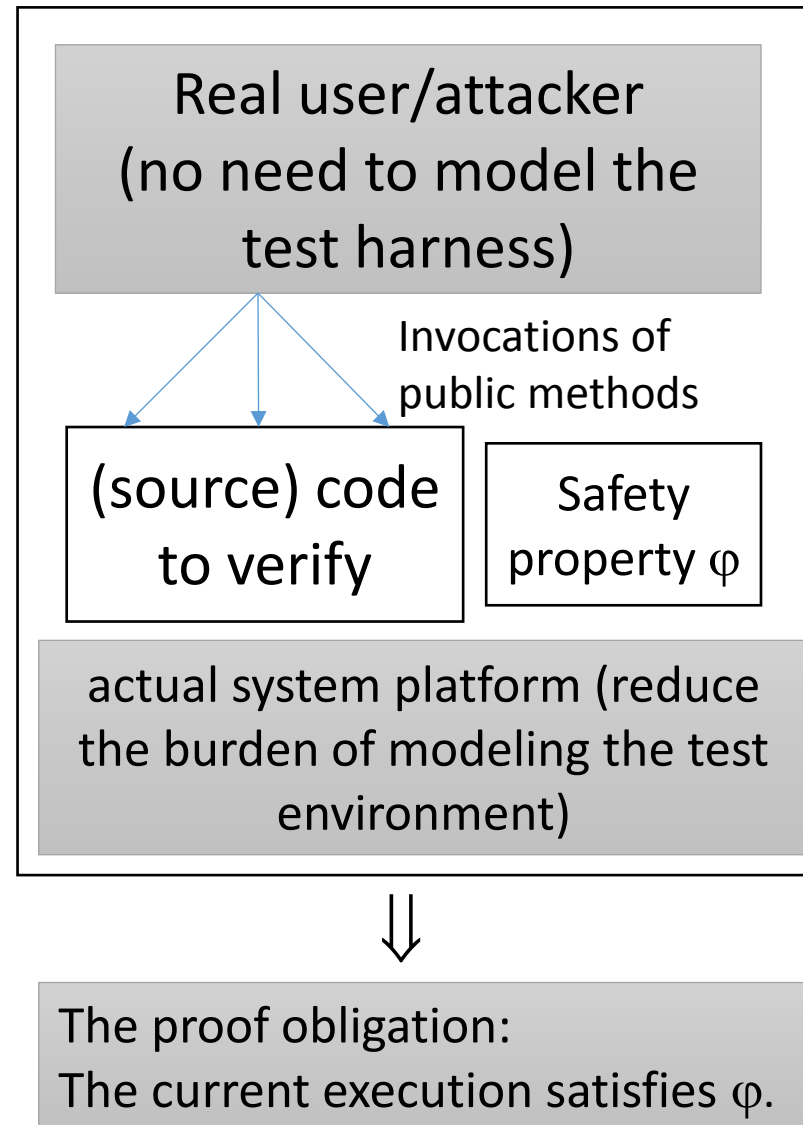 Real user/attacker
(no need to model the
test harness)
Invocations of
public methods
(source) code
to verify
Safety
property φ
actual system platform (reduce
the burden of modeling the test
environment)
⇓
The proof obligation:
The current execution satisfies φ.